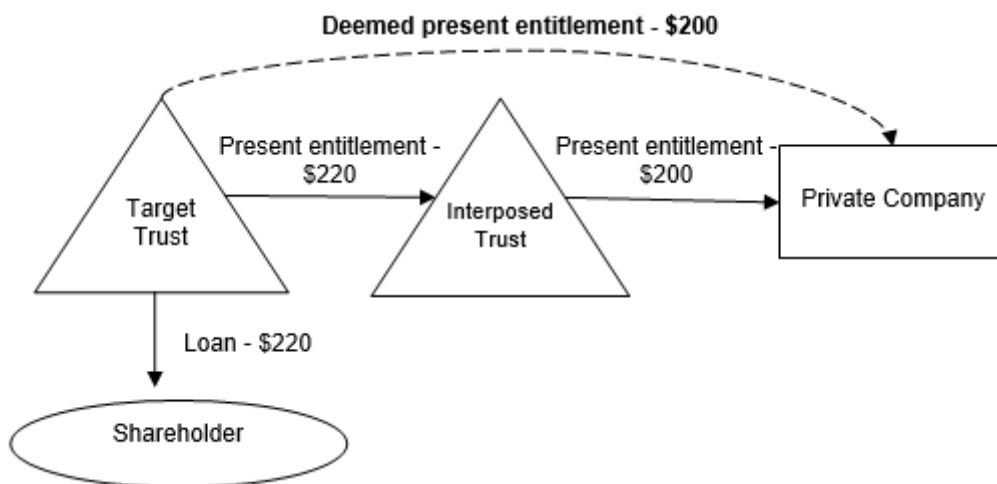 Deemed present entitlement - $200
Present entitlement -
$220
Present entitlement -
$200
Target
Trust
Interposed
Trust
Private Company
Loan - $220
Shareholder